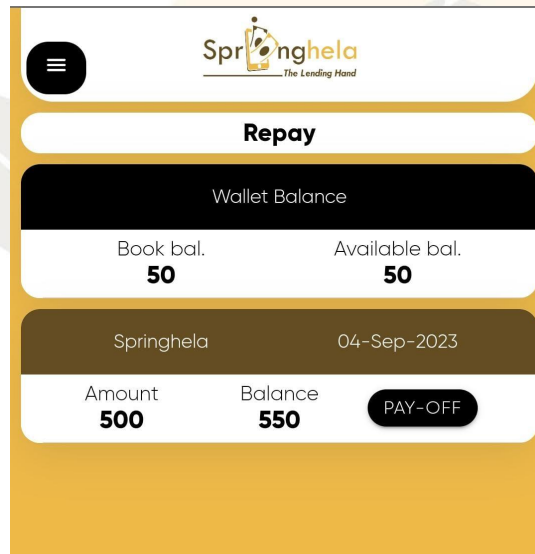 Springhela
The Lending Hand
Repay
Wallet Balance
Book bal. Available bal.
50 50
Springhela 04-Sep-2023
Amount Balance
500 550
PAY-OFF